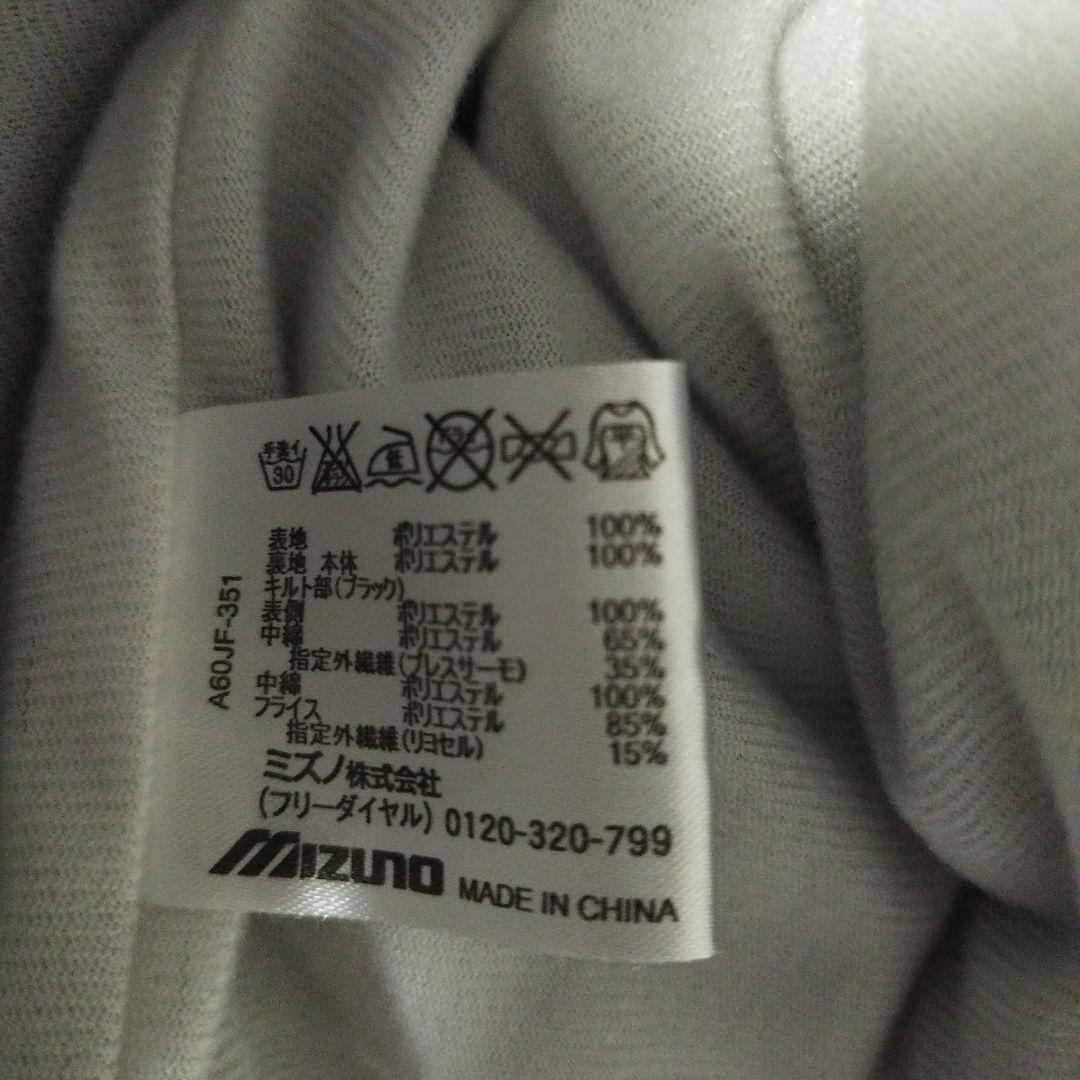 手洗イ
30
平
表地 ポリエステル 100%
裏地 本体 ポリエステル 100%
キルト部(ブラック)
表側 ポリエステル 100%
中綿 ポリエステル 65%
指定外繊維(ブレスサーモ) 35%
中綿 ポリエステル 100%
フライス ポリエステル 85%
指定外繊維(リヨセル) 15%
ミズノ株式会社
(フリーダイヤル) 0120-320-799
MIZUNO MADE IN CHINA
A60JF-351